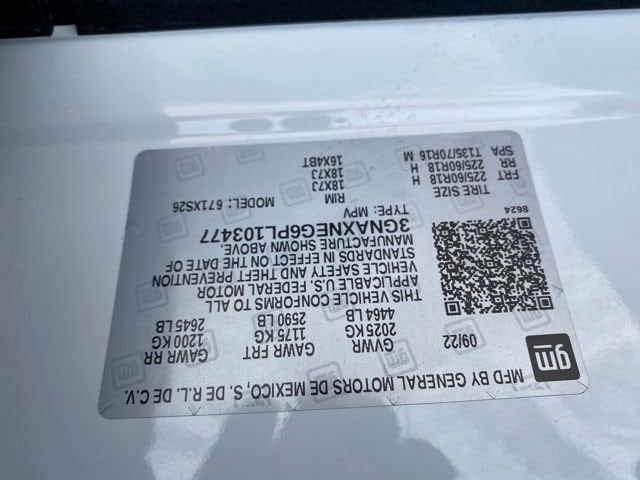 gm MFD BY GENERAL MOTORS DE MEXICO, S. DE R.L. DE C.V.
09/22 GVWR GAWR FRT GAWR RR
2025 KG 1175 KG 1200 KG
4464 LB 2590 LB 2645 LB
THIS VEHICLE CONFORMS TO ALL
APPLICABLE U.S. FEDERAL MOTOR
VEHICLE SAFETY AND THEFT PREVENTION
STANDARDS IN EFFECT ON THE DATE OF
MANUFACTURE SHOWN ABOVE.
3GNAXNEG6PL103477
TYPE: MPV MODEL: 671XS26
8624
TIRE SIZE RIM
FRT 225/60R18 H 18X7J
RR 225/60R18 H 18X7J
SPA T135/70R16 M 16X4BT